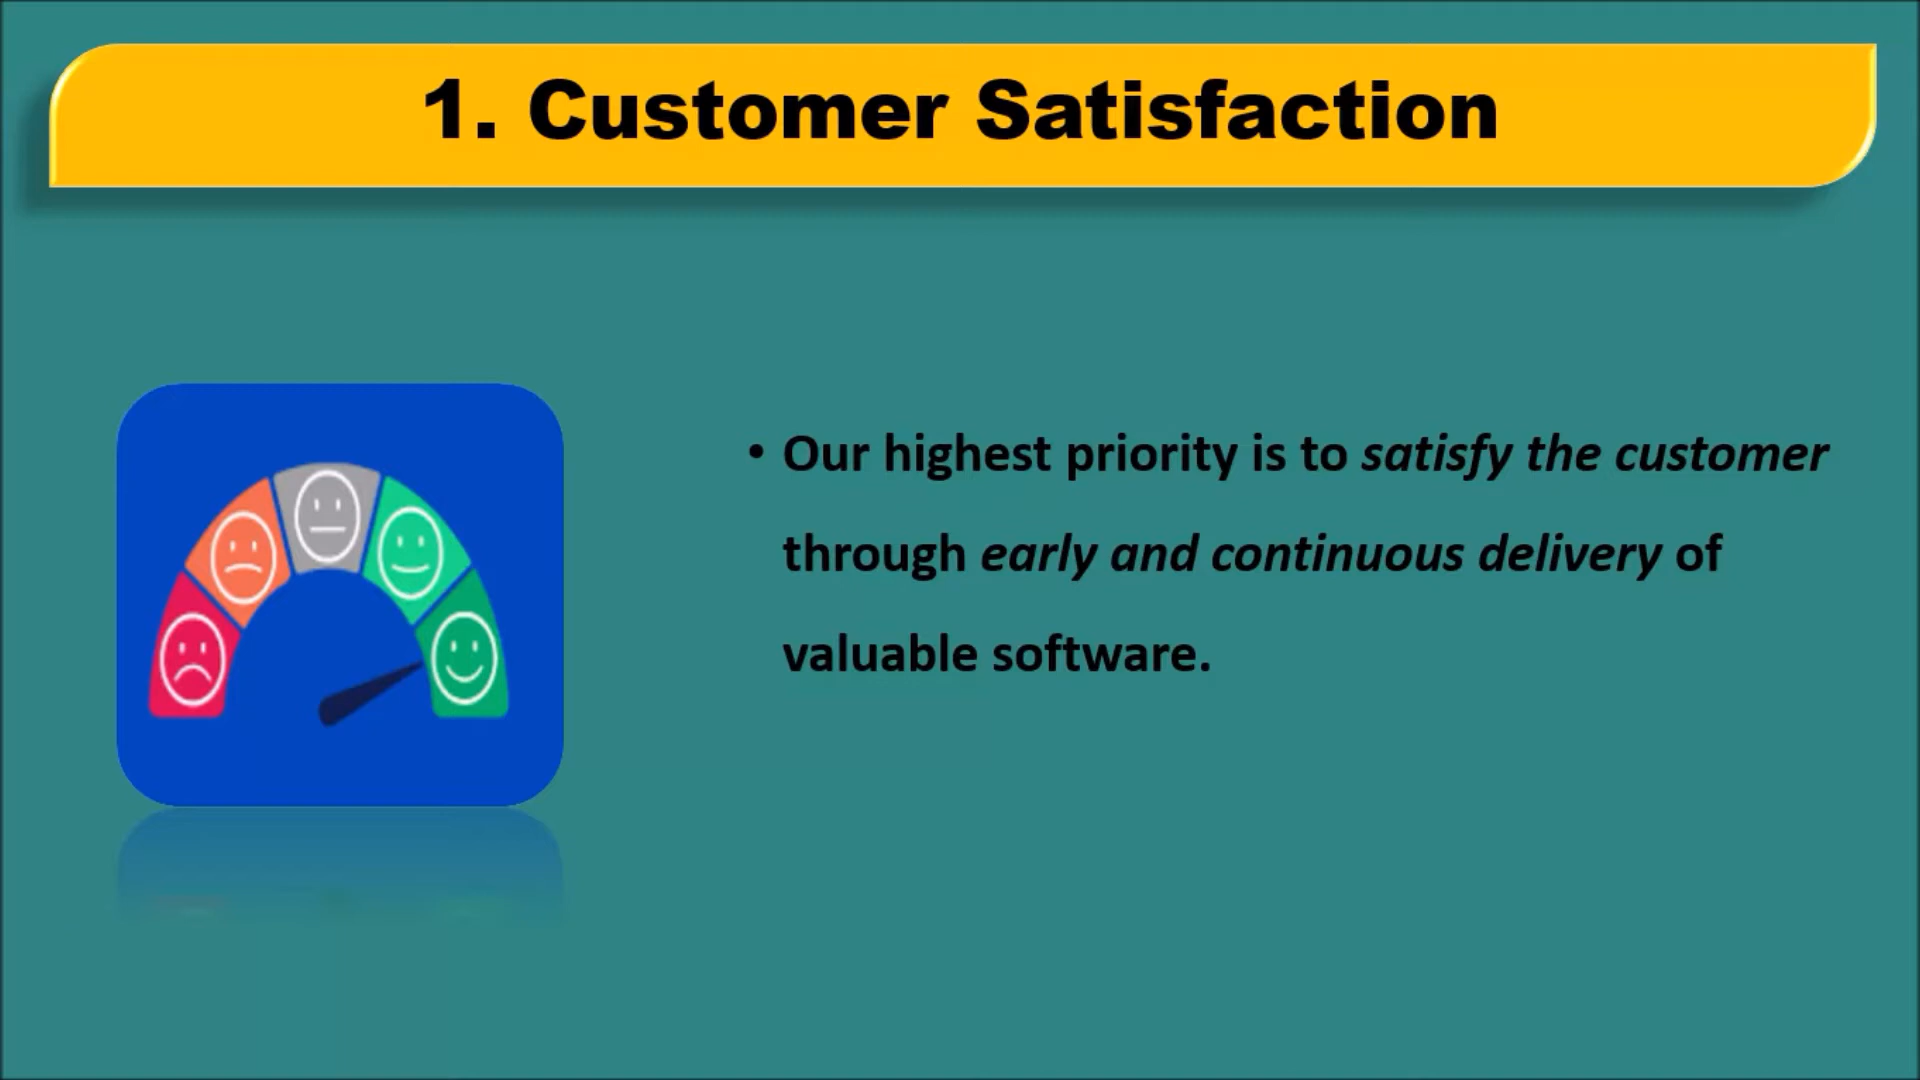 1. Customer Satisfaction
• Our highest priority is to satisfy the customer
through early and continuous delivery of
valuable software.